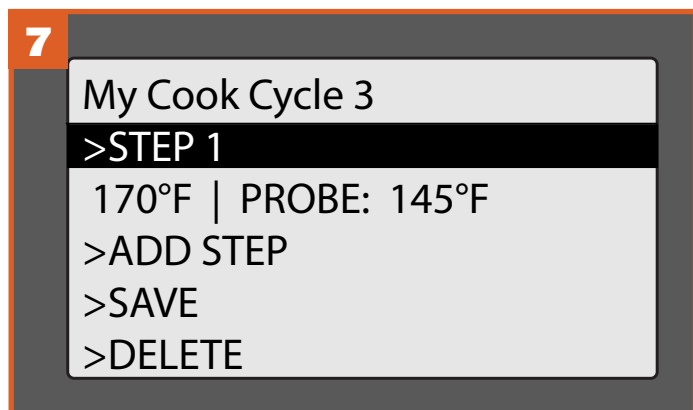 7
My Cook Cycle 3
>STEP 1
170°F | PROBE: 145°F
>ADD STEP
>SAVE
>DELETE